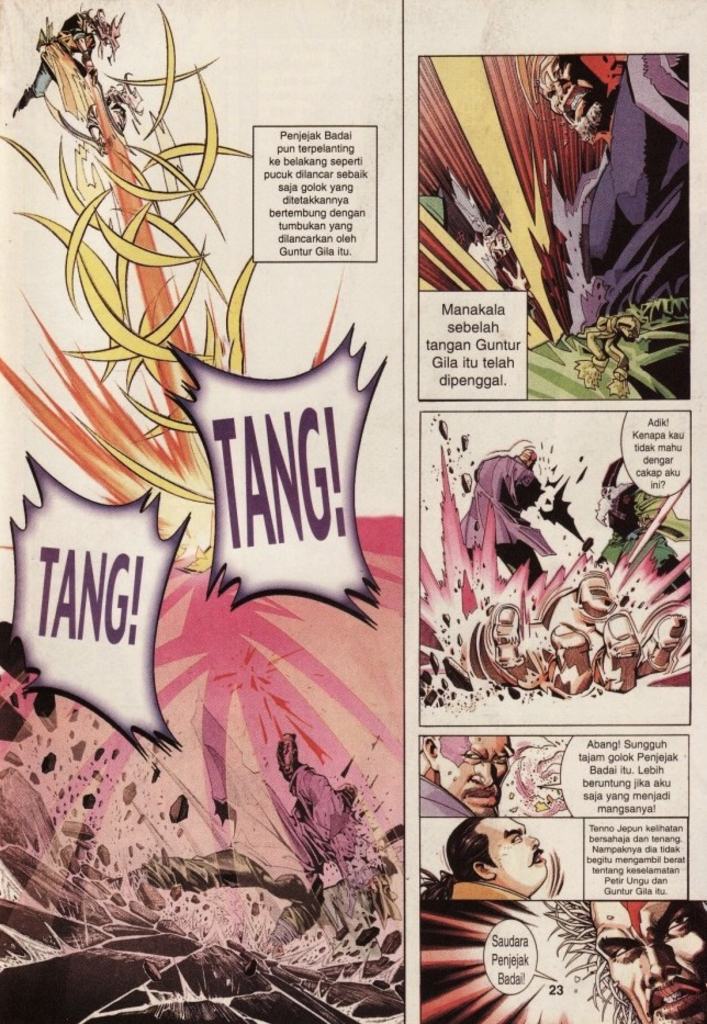 Penjejak Badai
pun terpelanting
ke belakang seperti
pucuk dilancar sebaik
saja golok yang
ditetakkannya
bertembung dengan
tumbukan yang
dilancarkan oleh
Guntur Gila itu.
TANG!
TANG!
Manakala
sebelah
tangan Guntur
Gila itu telah
dipenggal.
Adik!
Kenapa kau
tidak mahu
dengar
cakap aku
ini?
Abang! Sungguh
tajam golok Penjejak
Badai itu. Lebih
beruntung jika aku
saja yang menjadi
mangsanya!
Tenno Jepun kelihatan
bersahaja dan tenang.
Nampaknya dia tidak
begitu mengambil berat
tentang keselamatan
Petir Ungu dan
Guntur Gila itu.
Saudara
Penjejak
Badai!
23